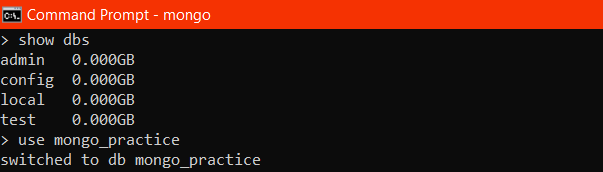 Command Prompt - mongo
> show dbs
admin   0.000GB
config  0.000GB
local   0.000GB
test    0.000GB
> use mongo_practice
switched to db mongo_practice